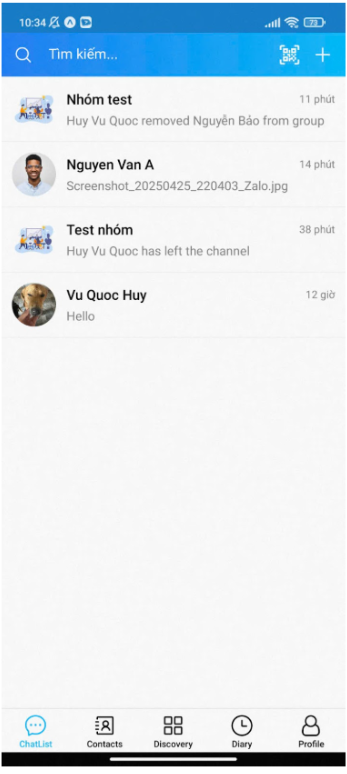 10:34
73
Tìm kiếm...
Nhóm test 11 phút
Huy Vu Quoc removed Nguyễn Bảo from group
Nguyen Van A 14 phút
Screenshot_20250425_220403_Zalo.jpg
Test nhóm 38 phút
Huy Vu Quoc has left the channel
Vu Quoc Huy 12 giờ
Hello
ChatList Contacts Discovery Diary Profile